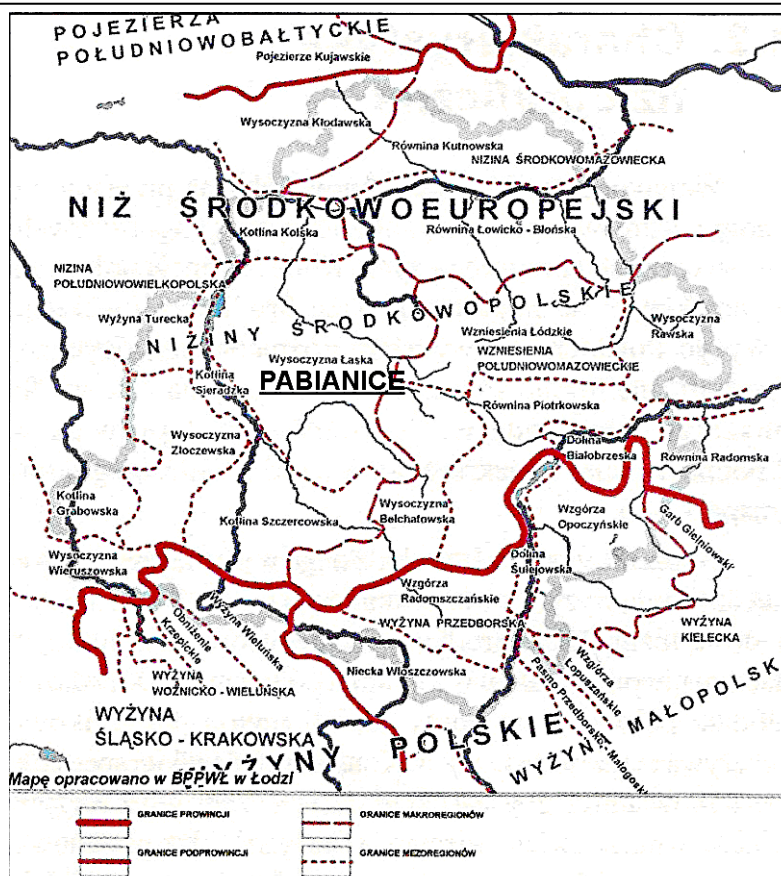 POJEZIERZA
POŁUDNIOWOBAŁTYCKIE
Pojezierze Kujawskie
Wysoczyzna Kłodawska
Równina Kutnowska
NIZINA ŚRODKOWOMAZOWIECKA
NIŻ ŚRODKOWOEUROPEJSKI
Kotlina Kolska
Równina Łowicko - Błońska
NIZINA
POŁUDNIOWOWIELKOPOLSKA
NIZINY ŚRODKOWOPOLSKIE
Wyżyna Turecka
Wzniesienia Łódzkie
Wysoczyzna
Rawska
WZNIESIENIA
POŁUDNIOWOMAZOWIECKIE
Wysoczyzna Łaska
PABIANICE
Kotlina
Sieradzka
Równina Piotrkowska
Wysoczyzna
Złoczewska
Dolina
Białobrzeska
Równina Radomska
Kotlina
Grabowska
Kotlina Szczercowska
Wysoczyzna
Bełchatowska
Wzgórza
Opoczyńskie
Garb Gielniowski
Wysoczyzna
Wieruszowska
Dolina
Sulejowska
Wzgórza
Radomszczańskie
WYŻYNA PRZEDBORSKA
WYŻYNA
KIELECKA
Obniżenie
Krzepickie
Wyżyna Wieluńska
WYŻYNA
WOŹNICKO - WIELUŃSKA
Niecka Włoszczowska
Wzgórza
Łopuszańskie
Pasmo Przedborsko - Małogoski
WYŻYNA
ŚLĄSKO - KRAKOWSKA
WYŻYNY POLSKIE
WYŻYN MAŁOPOLSK
Mapę opracowano w BPPWŁ w Łodzi
GRANICE PROWINCJI
GRANICE MAKROREGIONÓW
GRANICE PODPROWINCJI
GRANICE MEZOREGIONÓW